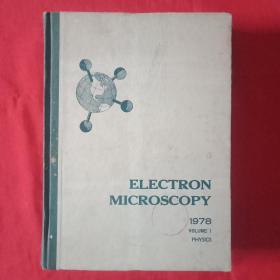 ELECTRON
MICROSCOPY
1978
VOLUME I
PHYSICS